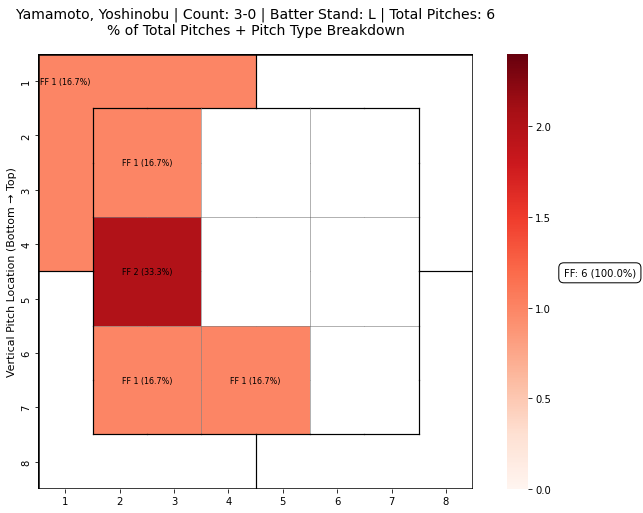 Yamamoto, Yoshinobu | Count: 3-0 | Batter Stand: L | Total Pitches: 6
% of Total Pitches + Pitch Type Breakdown
Vertical Pitch Location (Bottom → Top)
1
2
3
4
5
6
7
8
FF 1 (16.7%)
FF 1 (16.7%)
FF 2 (33.3%)
FF 1 (16.7%)
FF 1 (16.7%)
1
2
3
4
5
6
7
8
2.0
1.5
1.0
0.5
0.0
FF: 6 (100.0%)